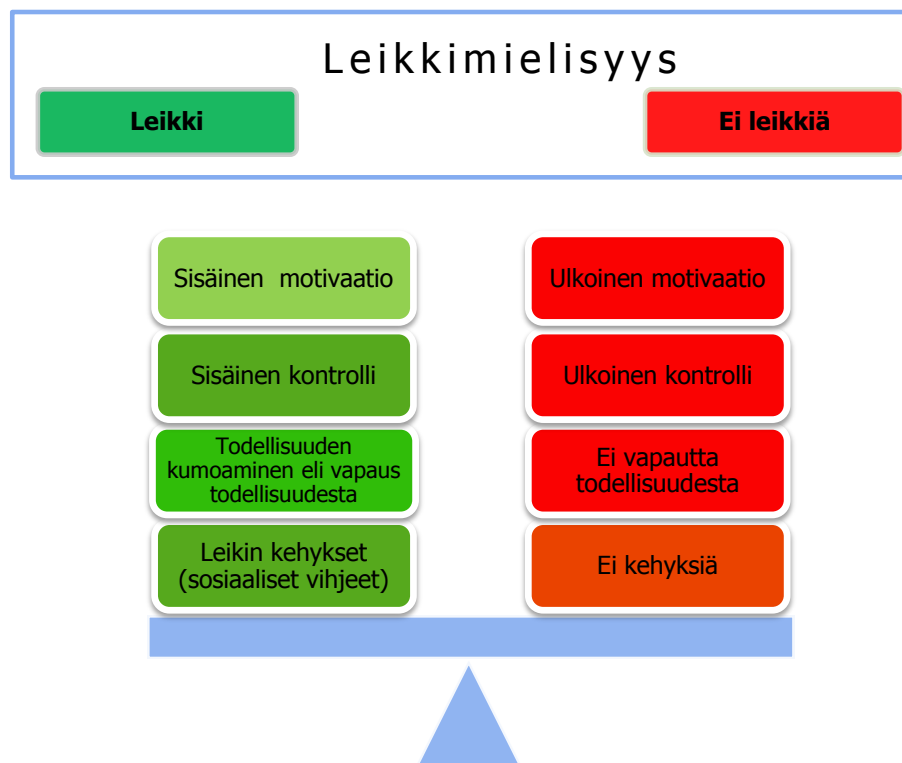 Leikkimielisyys
Leikki
Ei leikkiä
Sisäinen motivaatio
Ulkoinen motivaatio
Sisäinen kontrolli
Ulkoinen kontrolli
Todellisuuden
kumoaminen eli vapaus
todellisuudesta
Ei vapautta
todellisuudesta
Leikin kehykset
(sosiaaliset vihjeet)
Ei kehyksiä